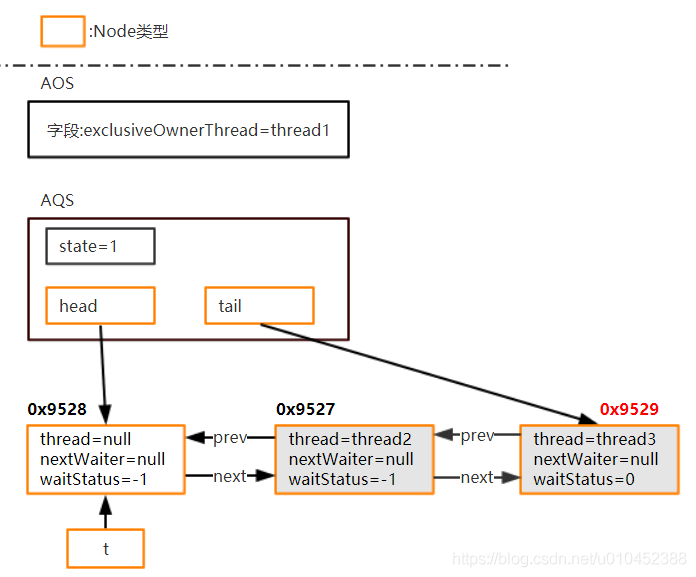 :Node类型
AOS
字段:exclusiveOwnerThread=thread1
AQS
state=1
head
tail
0x9528
0x9527
0x9529
thread=null
nextWaiter=null
waitStatus=-1
prev
next
thread=thread2
nextWaiter=null
waitStatus=-1
prev
next
thread=thread3
nextWaiter=null
waitStatus=0
t
https://blog.csdn.net/u010452388